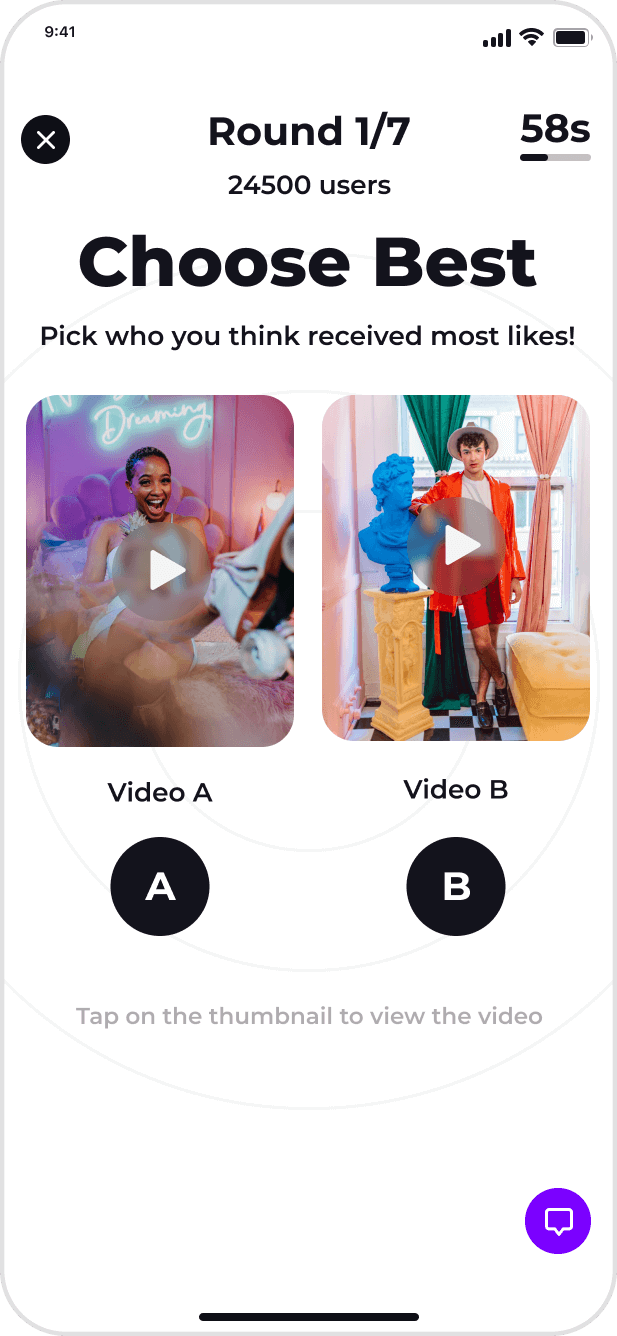 9:41
Round 1/7
58s
24500 users
Choose Best
Pick who you think received most likes!
Dreaming
Video A
Video B
A
B
Tap on the thumbnail to view the video